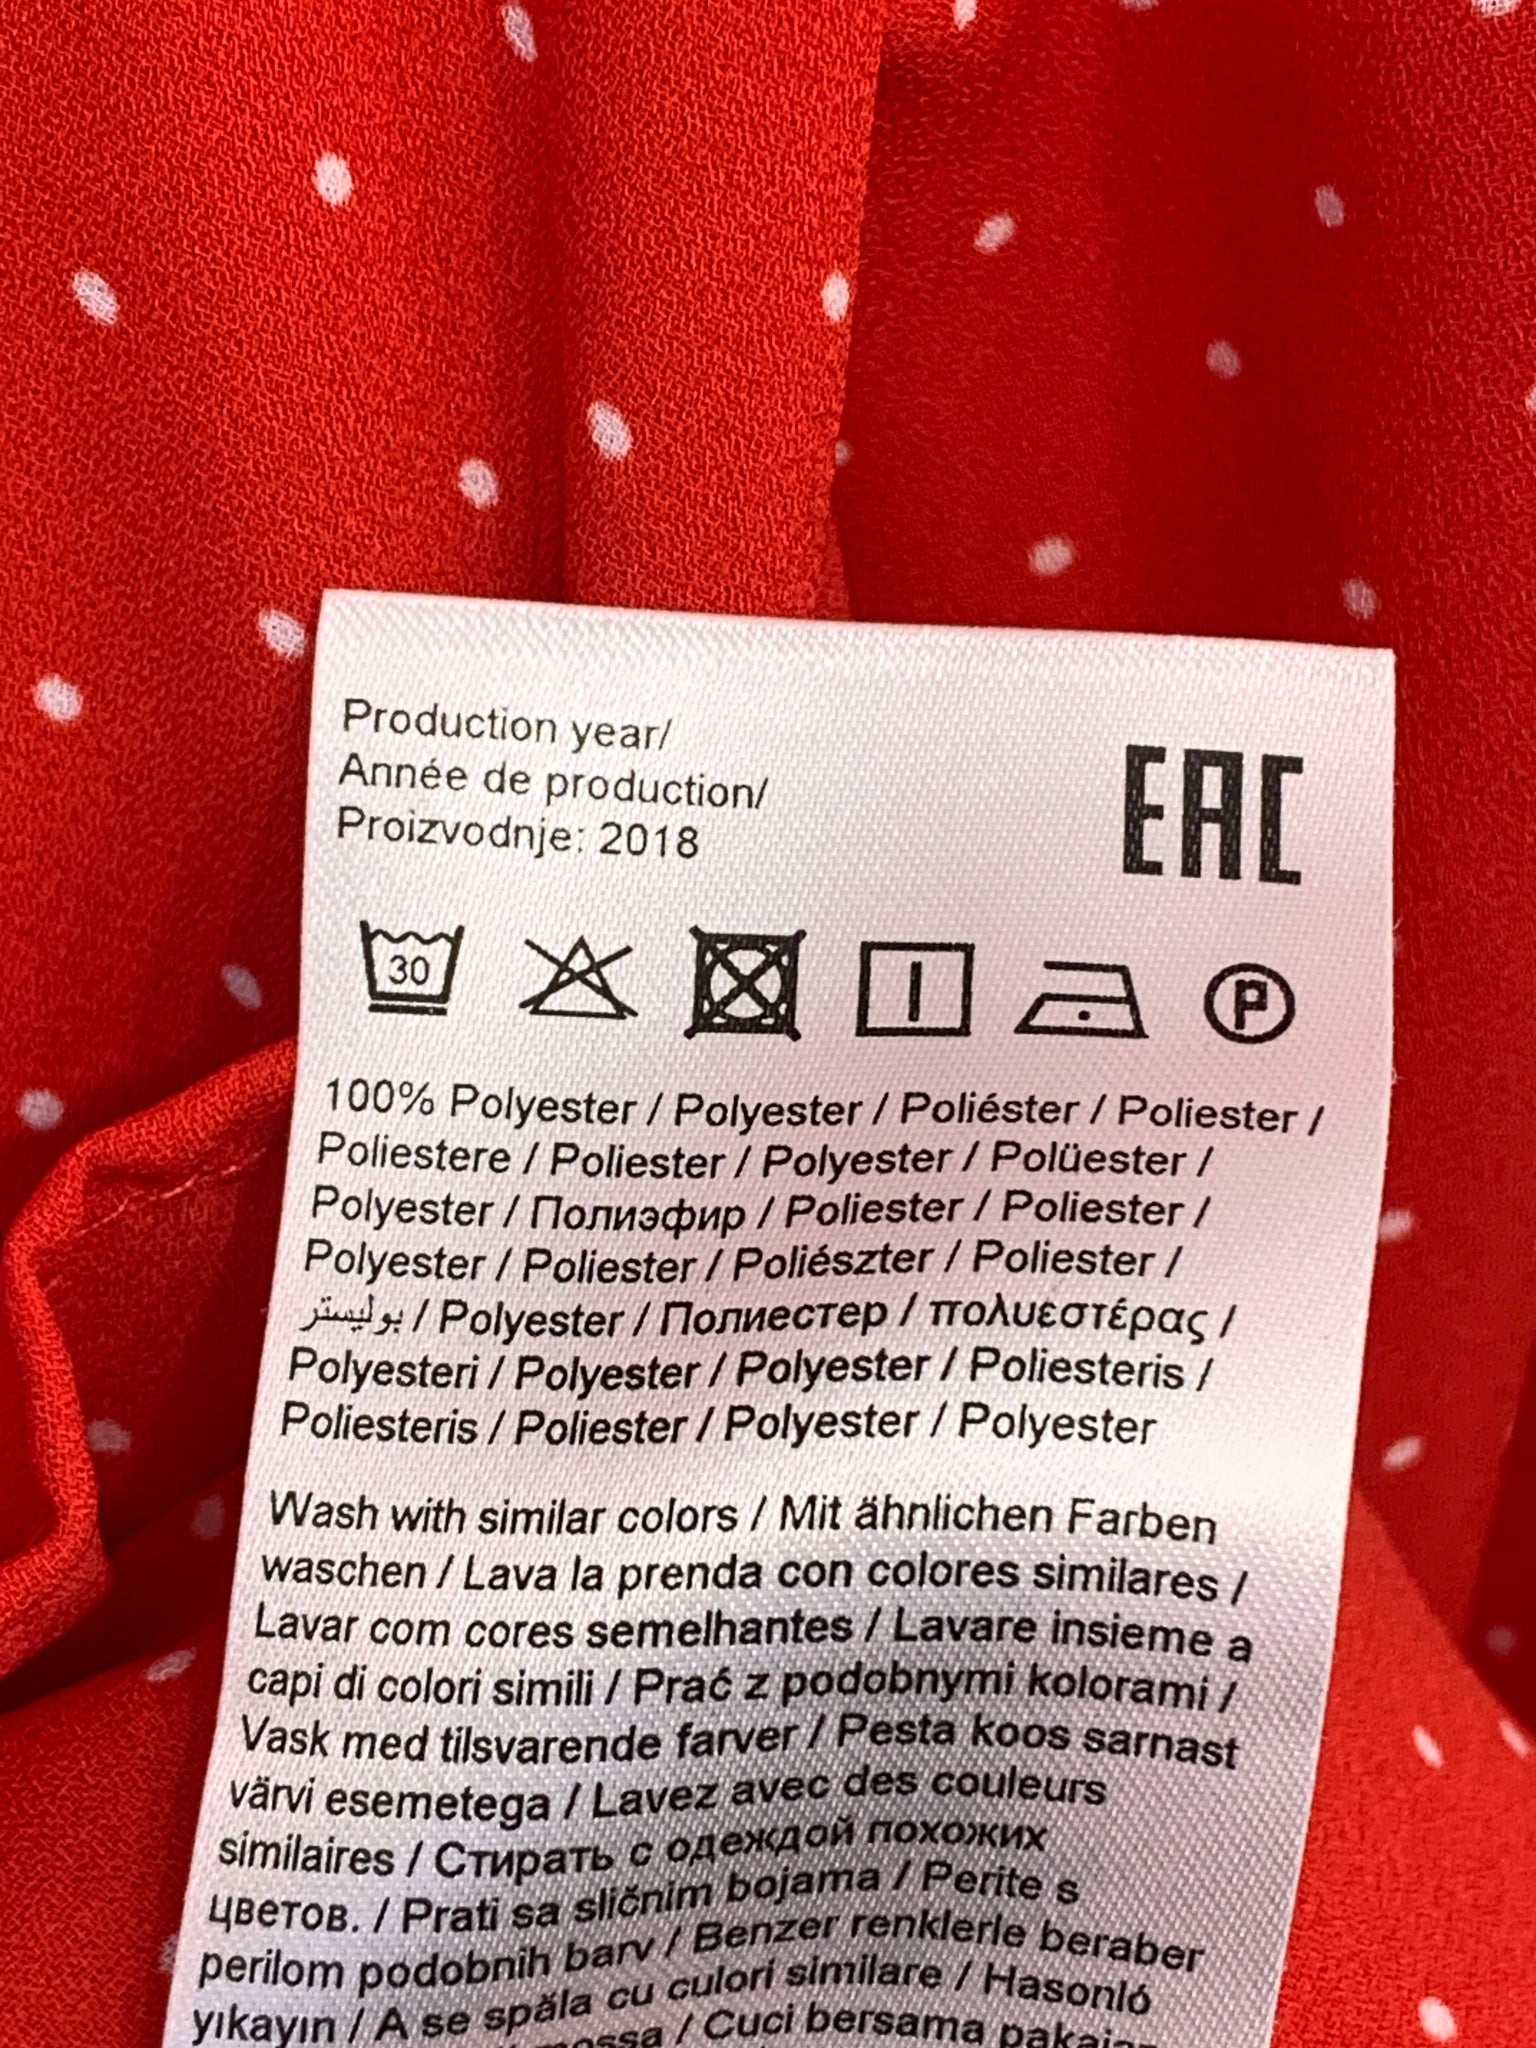 Production year/
Année de production/
Proizvodnje: 2018
EAC
30
P
100% Polyester / Polyester / Poliéster / Poliester /
Poliestere / Poliester / Polyester / Polüester /
Polyester / Полиэфир / Poliester / Poliester /
Polyester / Poliester / Poliészter / Poliester /
بوليستر / Polyester / Полиестер / πολυεστέρας /
Polyesteri / Polyester / Polyester / Poliesteris /
Poliesteris / Poliester / Polyester / Polyester
Wash with similar colors / Mit ähnlichen Farben
waschen / Lava la prenda con colores similares /
Lavar com cores semelhantes / Lavare insieme a
capi di colori simili / Prać z podobnymi kolorami /
Vask med tilsvarende farver / Pesta koos sarnast
värvi esemetega / Lavez avec des couleurs
similaires / Стирать с одеждой похожих
цветов. / Prati sa sličnim bojama / Perite s
perilom podobnih barv / Benzer renklerle beraber
yıkayın / A se spăla cu culori similare / Hasonló
/ Cuci bersama